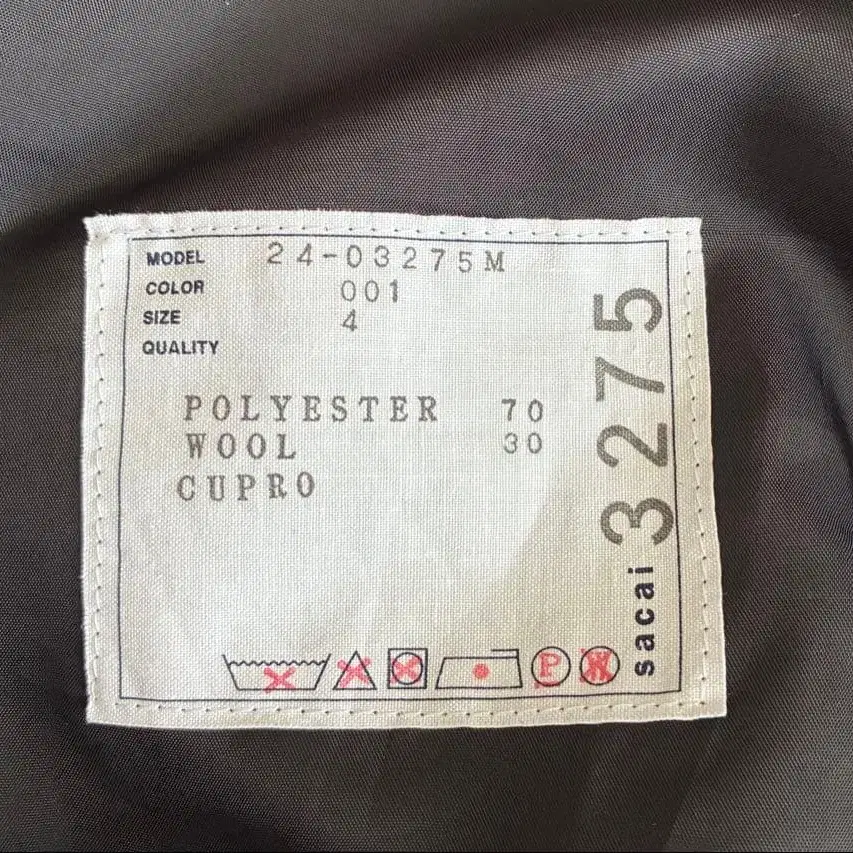 MODEL 24-03275M
COLOR 001
SIZE 4
QUALITY
POLYESTER 70
WOOL 30
CUPRO
sacai 3275
P
W